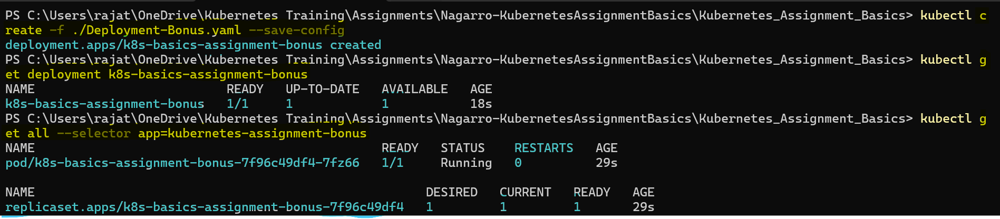 PS C:\Users\rajat\OneDrive\Kubernetes Training\Assignments\Nagarro-KubernetesAssignmentBasics\Kubernetes_Assignment_Basics> kubectl c
reate -f ./Deployment-Bonus.yaml --save-config
deployment.apps/k8s-basics-assignment-bonus created
PS C:\Users\rajat\OneDrive\Kubernetes Training\Assignments\Nagarro-KubernetesAssignmentBasics\Kubernetes_Assignment_Basics> kubectl g
et deployment k8s-basics-assignment-bonus
NAME READY UP-TO-DATE AVAILABLE AGE
k8s-basics-assignment-bonus 1/1 1 1 18s
PS C:\Users\rajat\OneDrive\Kubernetes Training\Assignments\Nagarro-KubernetesAssignmentBasics\Kubernetes_Assignment_Basics> kubectl g
et all --selector app=kubernetes-assignment-bonus
NAME READY STATUS RESTARTS AGE
pod/k8s-basics-assignment-bonus-7f96c49df4-7fz66 1/1 Running 0 29s
NAME DESIRED CURRENT READY AGE
replicaset.apps/k8s-basics-assignment-bonus-7f96c49df4 1 1 1 29s